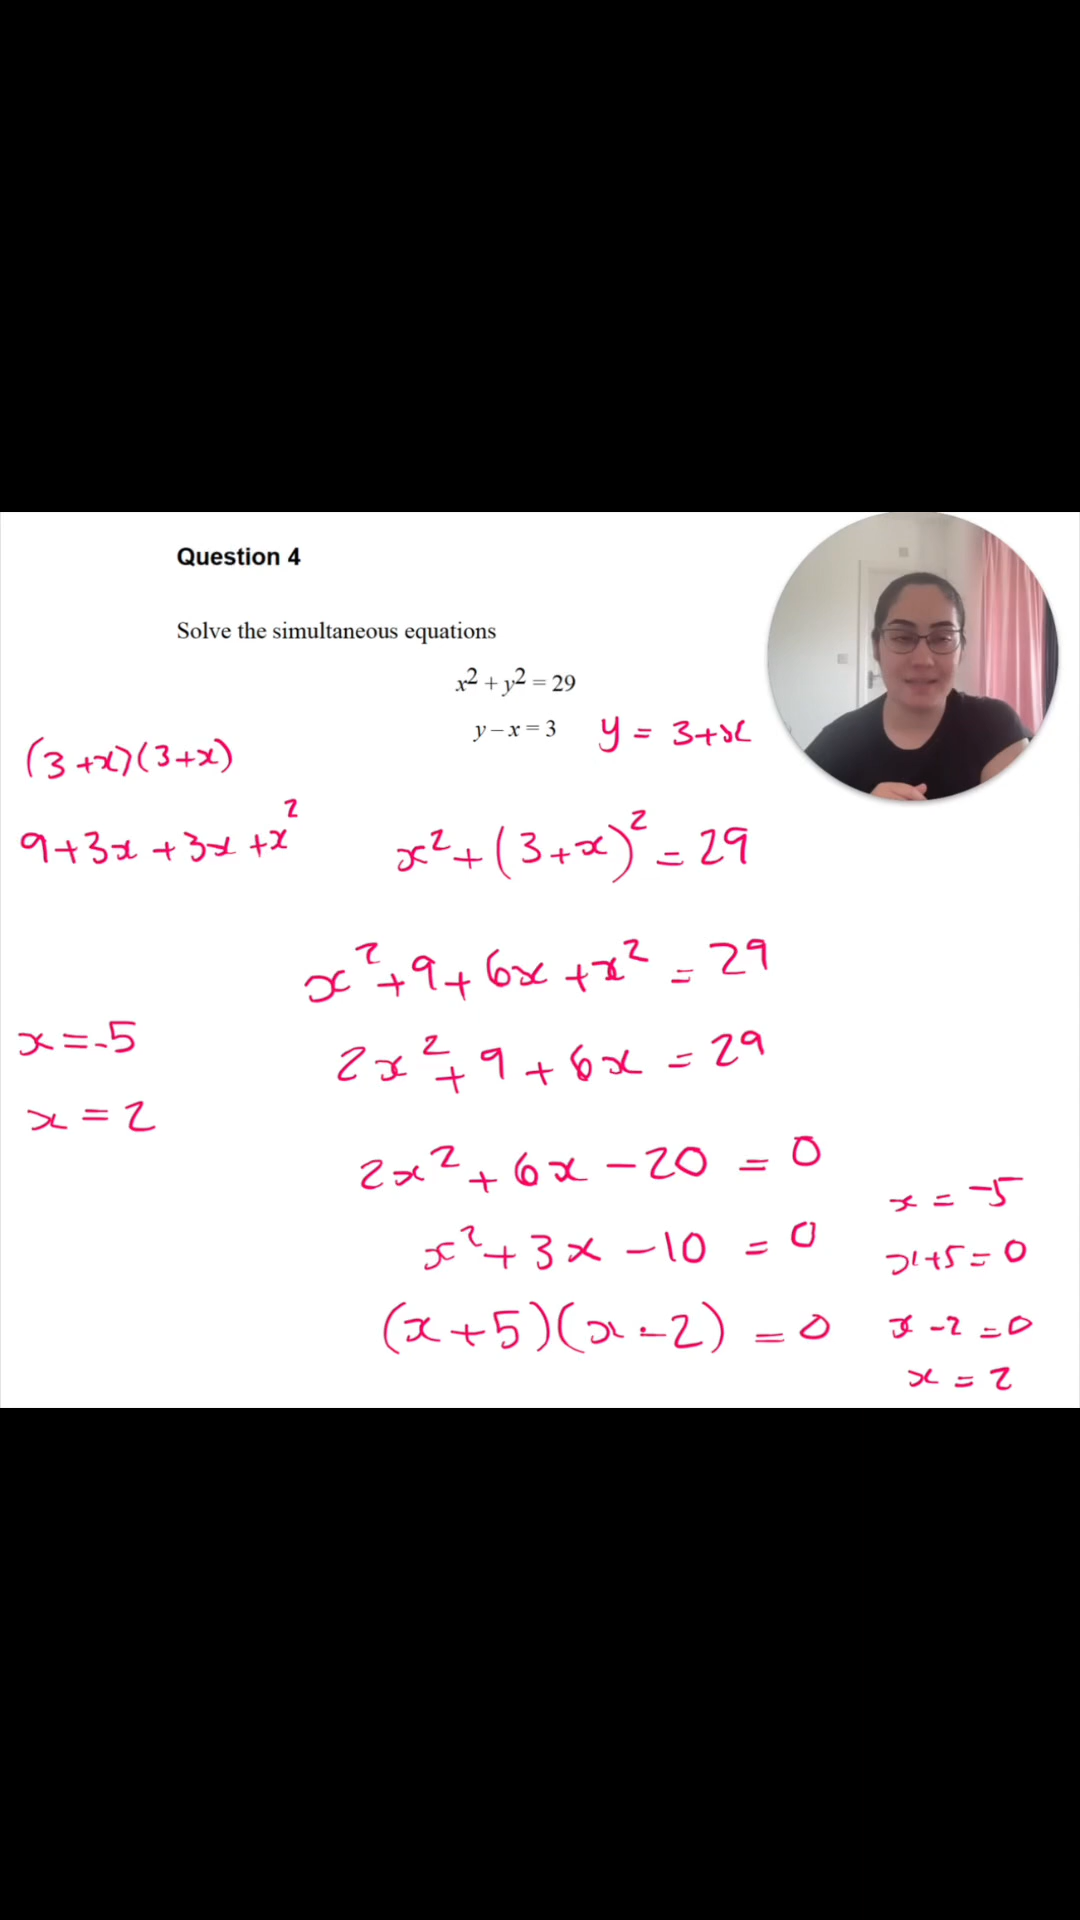 Question 4
Solve the simultaneous equations
x² + y² = 29
y – x = 3
y = 3+x
(3+x)(3+x)
9+3x+3x+x²
x²+(3+x)²=29
x²+9+6x+x²=29
2x²+9+6x=29
x=-5
x=2
2x²+6x-20=0
x²+3x-10=0
(x+5)(x-2)=0
x=-5
x+5=0
x-2=0
x=2